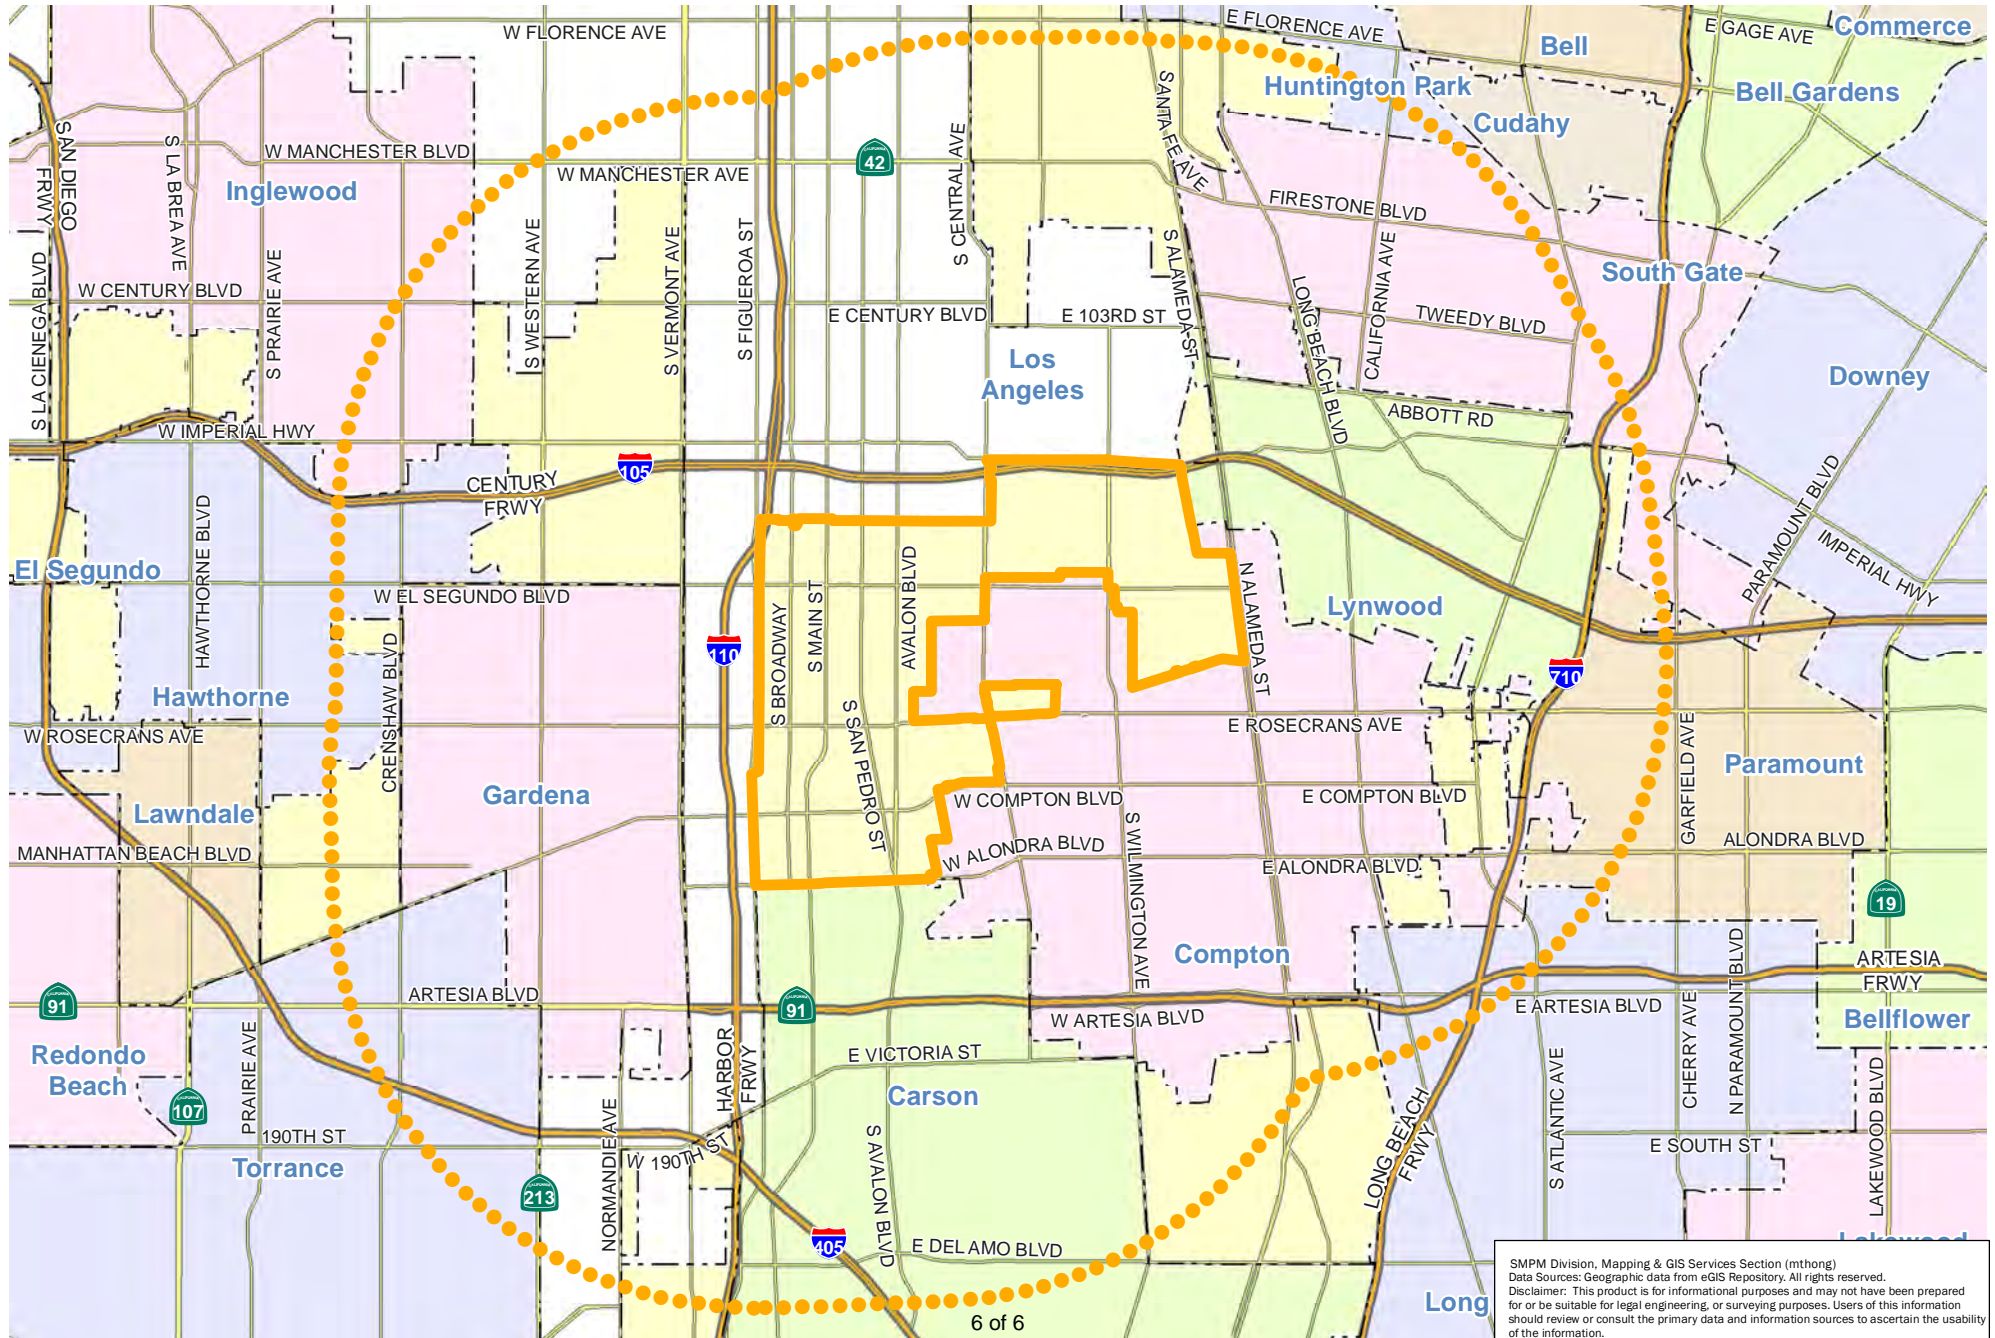 W FLORENCE AVE
E FLORENCE AVE
E GAGE AVE
Commerce
Bell
Huntington Park
Bell Gardens
Cudahy
SAN DIEGO
FRWY
S LA BREA AVE
W MANCHESTER BLVD
W MANCHESTER AVE
42
S CENTRAL AVE
S SANTA FE AVE
Inglewood
FIRESTONE BLVD
S LA CIENEGA BLVD
S PRAIRIE AVE
S WESTERN AVE
S VERMONT AVE
S FIGUEROA ST
S ALAMEDA ST
LONG BEACH BLVD
CALIFORNIA AVE
South Gate
W CENTURY BLVD
E CENTURY BLVD
E 103RD ST
TWEEDY BLVD
Los
Angeles
Downey
ABBOTT RD
W IMPERIAL HWY
105
CENTURY
FRWY
PARAMOUNT BLVD
IMPERIAL HWY
HAWTHORNE BLVD
El Segundo
W EL SEGUNDO BLVD
AVALON BLVD
S MAIN ST
S BROADWAY
N ALAMEDA ST
Lynwood
110
710
CRENSHAW BLVD
Hawthorne
S SAN PEDRO ST
W ROSECRANS AVE
E ROSECRANS AVE
GARFIELD AVE
Paramount
Gardena
Lawndale
W COMPTON BLVD
E COMPTON BLVD
S WILMINGTON AVE
MANHATTAN BEACH BLVD
W ALONDRA BLVD
E ALONDRA BLVD
ALONDRA BLVD
19
Compton
ARTESIA
FRWY
91
ARTESIA BLVD
91
W ARTESIA BLVD
E ARTESIA BLVD
CHERRY AVE
N PARAMOUNT BLVD
Bellflower
Redondo
Beach
PRAIRIE AVE
HARBOR
FRWY
E VICTORIA ST
S ATLANTIC AVE
LAKEWOOD BLVD
107
Carson
NORMANDIE AVE
190TH ST
W 190TH ST
S AVALON BLVD
LONG BEACH
FRWY
E SOUTH ST
Torrance
213
405
E DEL AMO BLVD
Lakewood
Long
6 of 6
SMPM Division, Mapping & GIS Services Section (mthong)
Data Sources: Geographic data from eGIS Repository. All rights reserved.
Disclaimer: This product is for informational purposes and may not have been prepared
for or be suitable for legal engineering, or surveying purposes. Users of this information
should review or consult the primary data and information sources to ascertain the usability
of the information.